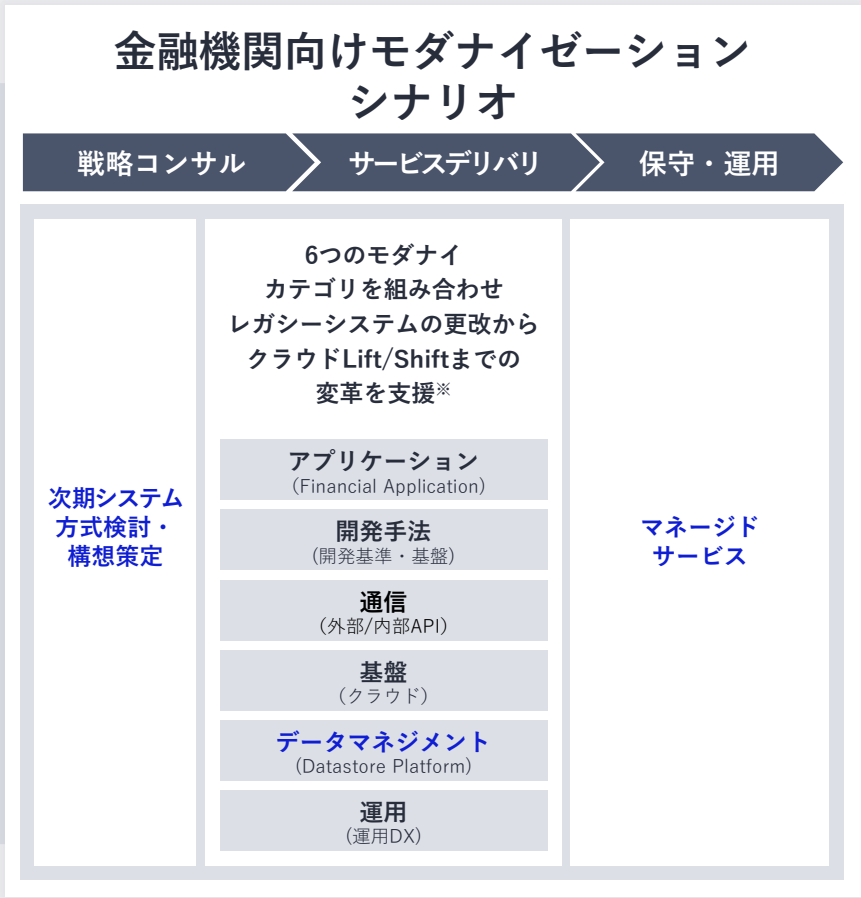 金融機関向けモダナイゼーション
シナリオ
戦略コンサル
サービスデリバリ
保守・運用
次期システム
方式検討・
構想策定
6つのモダナイ
カテゴリを組み合わせ
レガシーシステムの更改から
クラウドLift/Shiftまでの
変革を支援※
アプリケーション
(Financial Application)
開発手法
(開発基準・基盤)
通信
(外部/内部API)
基盤
(クラウド)
データマネジメント
(Datastore Platform)
運用
(運用DX)
マネージド
サービス